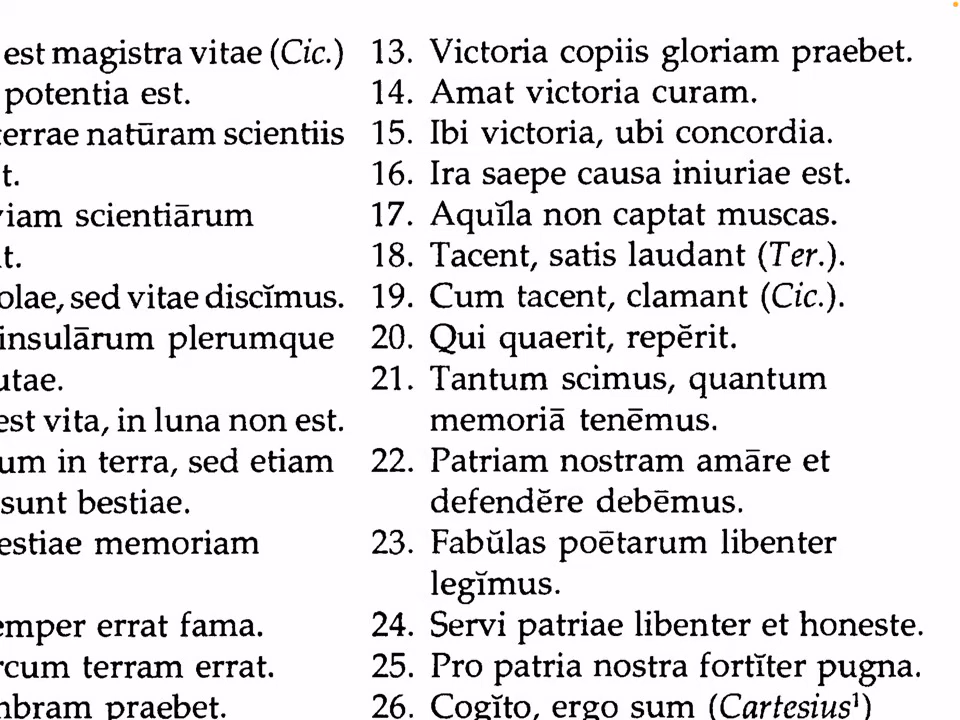 est magistra vitae (Cic.)
potentia est.
terrae natūram scientiis
t.
viam scientiārum
t.
olae, sed vitae discĭmus.
insulārum plerumque
utae.
est vita, in luna non est.
um in terra, sed etiam
sunt bestiae.
estiae memoriam
emper errat fama.
rcum terram errat.
mbram praebet.
13. Victoria copiis gloriam praebet.
14. Amat victoria curam.
15. Ibi victoria, ubi concordia.
16. Ira saepe causa iniuriae est.
17. Aquĭla non captat muscas.
18. Tacent, satis laudant (Ter.).
19. Cum tacent, clamant (Cic.).
20. Qui quaerit, repĕrit.
21. Tantum scimus, quantum
memoriā tenēmus.
22. Patriam nostram amāre et
defendĕre debēmus.
23. Fabŭlas poētarum libenter
legĭmus.
24. Servi patriae libenter et honeste.
25. Pro patria nostra fortĭter pugna.
26. Cogĭto, ergo sum (Cartesius¹)